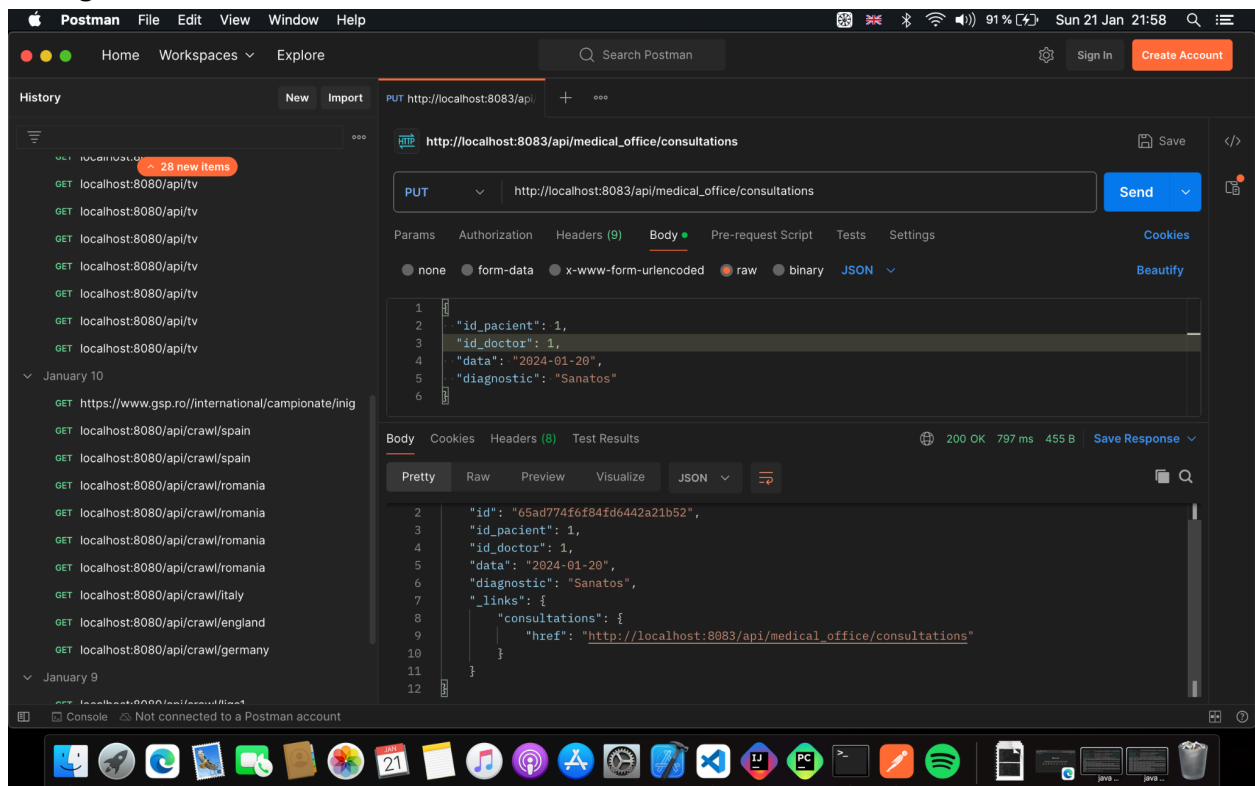 Postman File Edit View Window Help 91% Sun 21 Jan 21:58
Home Workspaces Explore Search Postman Sign In Create Account
History New Import PUT http://localhost:8083/api/
http://localhost:8083/api/medical_office/consultations Save
28 new items
GET localhost:8080/api/tv
PUT http://localhost:8083/api/medical_office/consultations Send
GET localhost:8080/api/tv
GET localhost:8080/api/tv
Params Authorization Headers (9) Body Pre-request Script Tests Settings Cookies
GET localhost:8080/api/tv
none form-data x-www-form-urlencoded raw binary JSON Beautify
GET localhost:8080/api/tv
GET localhost:8080/api/tv
GET localhost:8080/api/tv
1 {
2 "id_pacient": 1,
3 "id_doctor": 1,
4 "data": "2024-01-20",
5 "diagnostic": "Sanatos"
6 }
January 10
GET https://www.gsp.ro//international/campionate/inig
GET localhost:8080/api/crawl/spain
GET localhost:8080/api/crawl/spain
GET localhost:8080/api/crawl/romania
GET localhost:8080/api/crawl/romania
GET localhost:8080/api/crawl/romania
GET localhost:8080/api/crawl/romania
GET localhost:8080/api/crawl/italy
GET localhost:8080/api/crawl/england
GET localhost:8080/api/crawl/germany
January 9
Body Cookies Headers (8) Test Results 200 OK 797 ms 455 B Save Response
Pretty Raw Preview Visualize JSON
2 "id": "65ad774f6f84fd6442a21b52",
3 "id_pacient": 1,
4 "id_doctor": 1,
5 "data": "2024-01-20",
6 "diagnostic": "Sanatos",
7 "_links": {
8 "consultations": {
9 "href": "http://localhost:8083/api/medical_office/consultations"
10 }
11 }
12 }
Console Not connected to a Postman account
JAN
21
IJ
PC
java ...
java ...